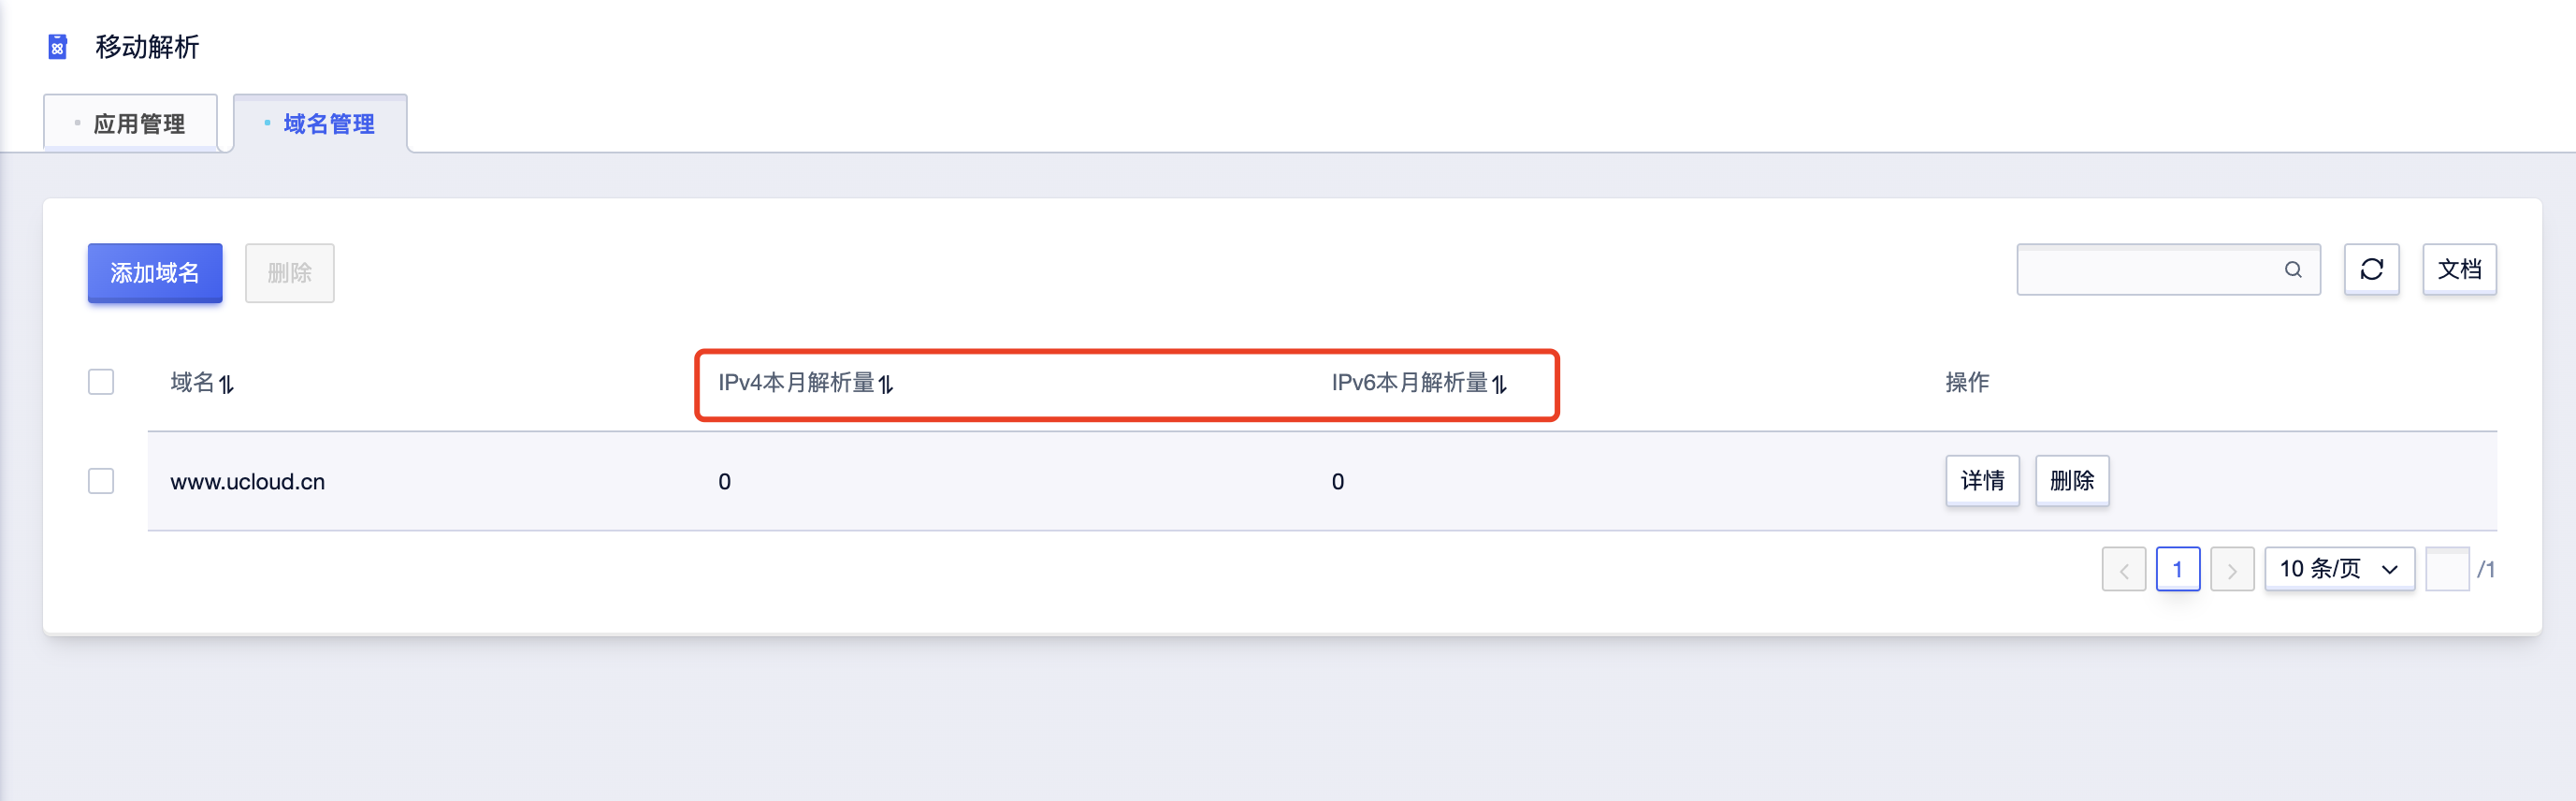 移动解析
应用管理 域名管理
添加域名 删除 文档
域名 IPv4本月解析量 IPv6本月解析量 操作
www.ucloud.cn 0 0 详情 删除
1 10 条/页 /1